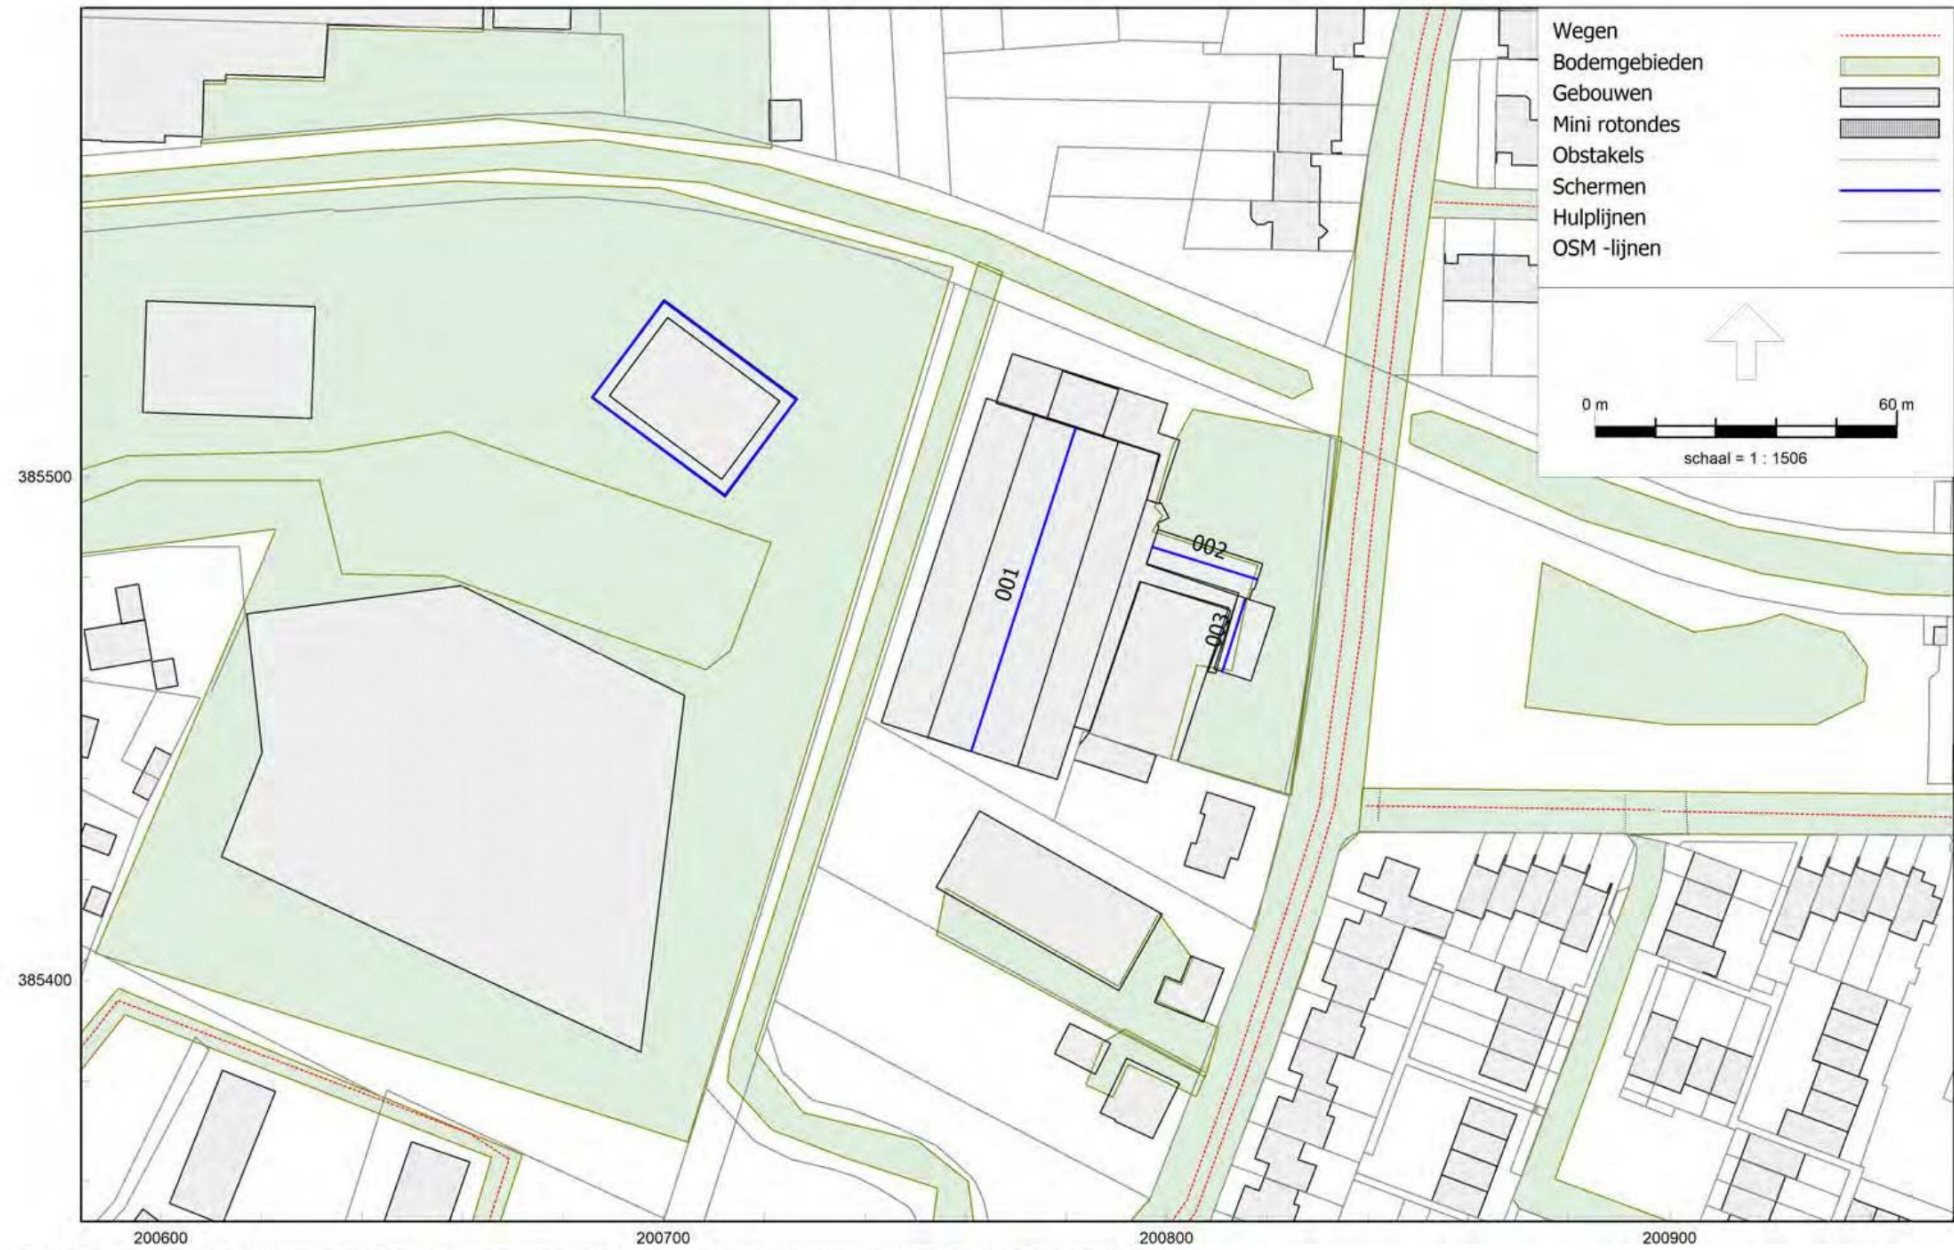 Wegen
Bodemgebieden
Gebouwen
Mini rotondes
Obstakels
Schermen
Hulplijnen
OSM -lijnen
0 m 60 m
schaal = 1 : 1506
385500
002
001
003
385400
200600 200700 200800 200900